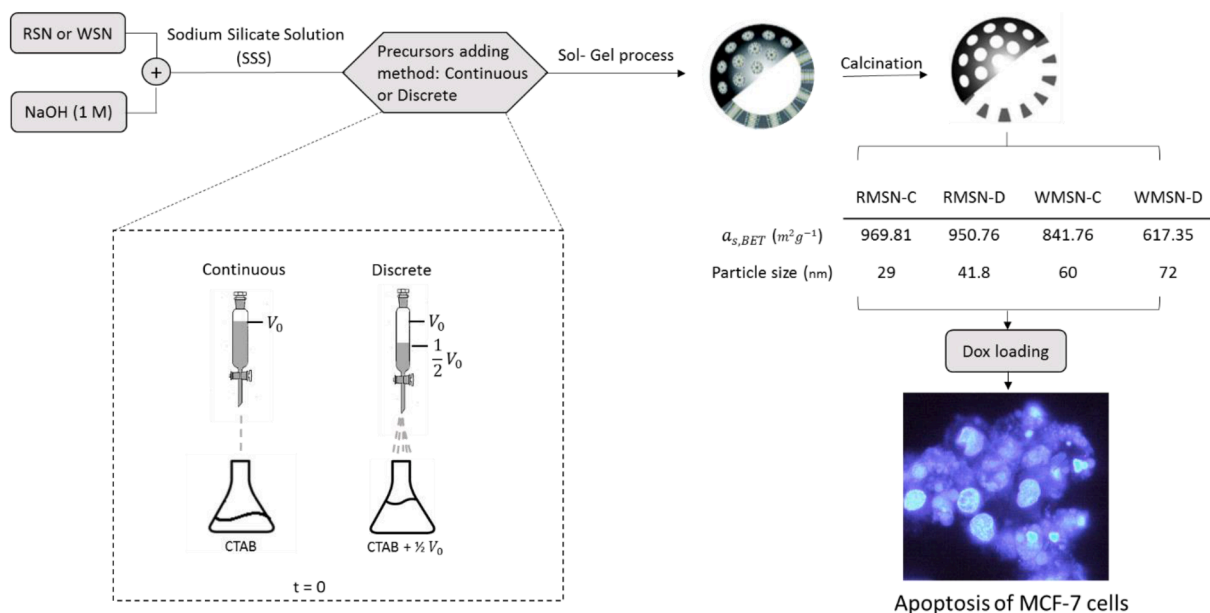 RSN or WSN
+
NaOH (1 M)
Sodium Silicate Solution
(SSS)
Precursors adding
method: Continuous
or Discrete
Sol- Gel process
Calcination
Continuous
Discrete
V₀
V₀
½ V₀
CTAB
CTAB + ½ V₀
t = 0
RMSN-C RMSN-D WMSN-C WMSN-D
a_{s,BET} (m²g⁻¹) 969.81 950.76 841.76 617.35
Particle size (nm) 29 41.8 60 72
Dox loading
Apoptosis of MCF-7 cells